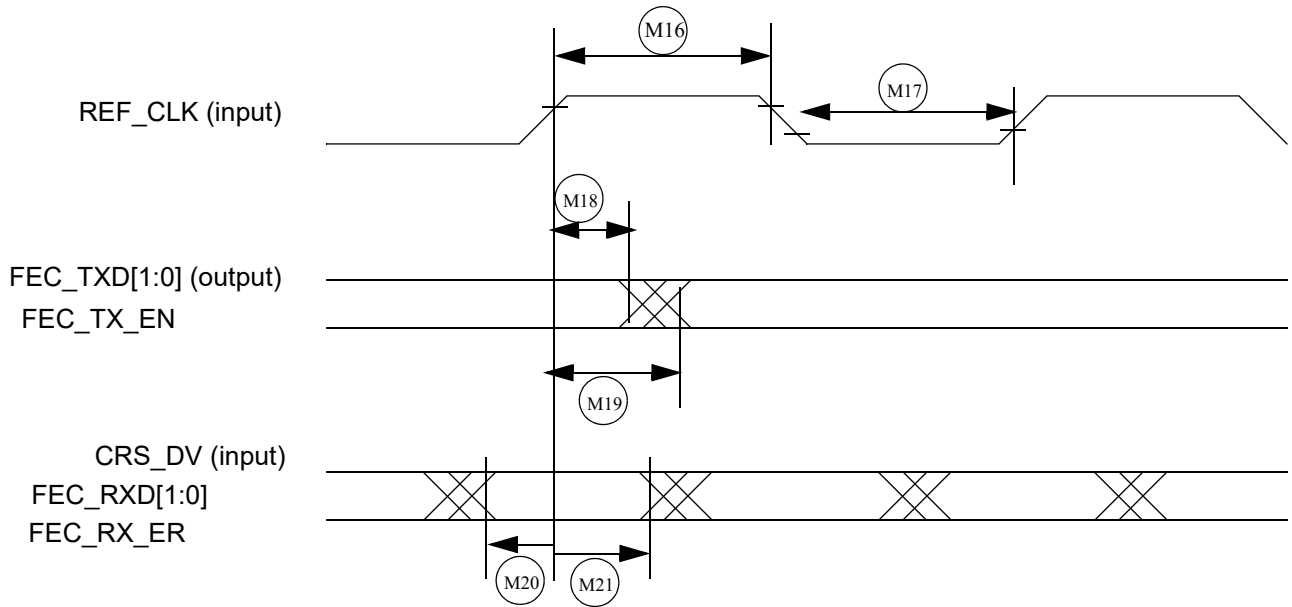 M16
REF_CLK (input)
M17
M18
FEC_TXD[1:0] (output)
FEC_TX_EN
M19
CRS_DV (input)
FEC_RXD[1:0]
FEC_RX_ER
M20
M21